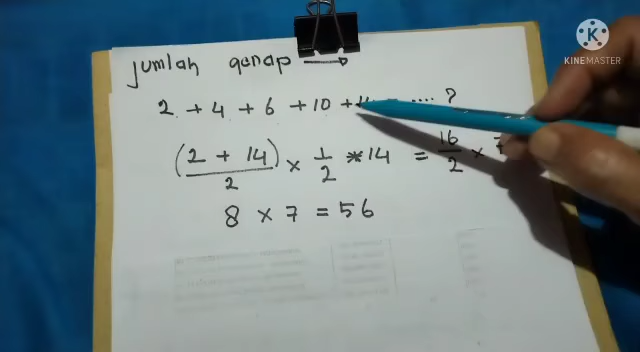 KINEMASTER
Jumlah genap →
2 + 4 + 6 + 10 + .... ?
(2 + 14)/2 × 1/2 * 14 = 16/2 ×
8 × 7 = 56